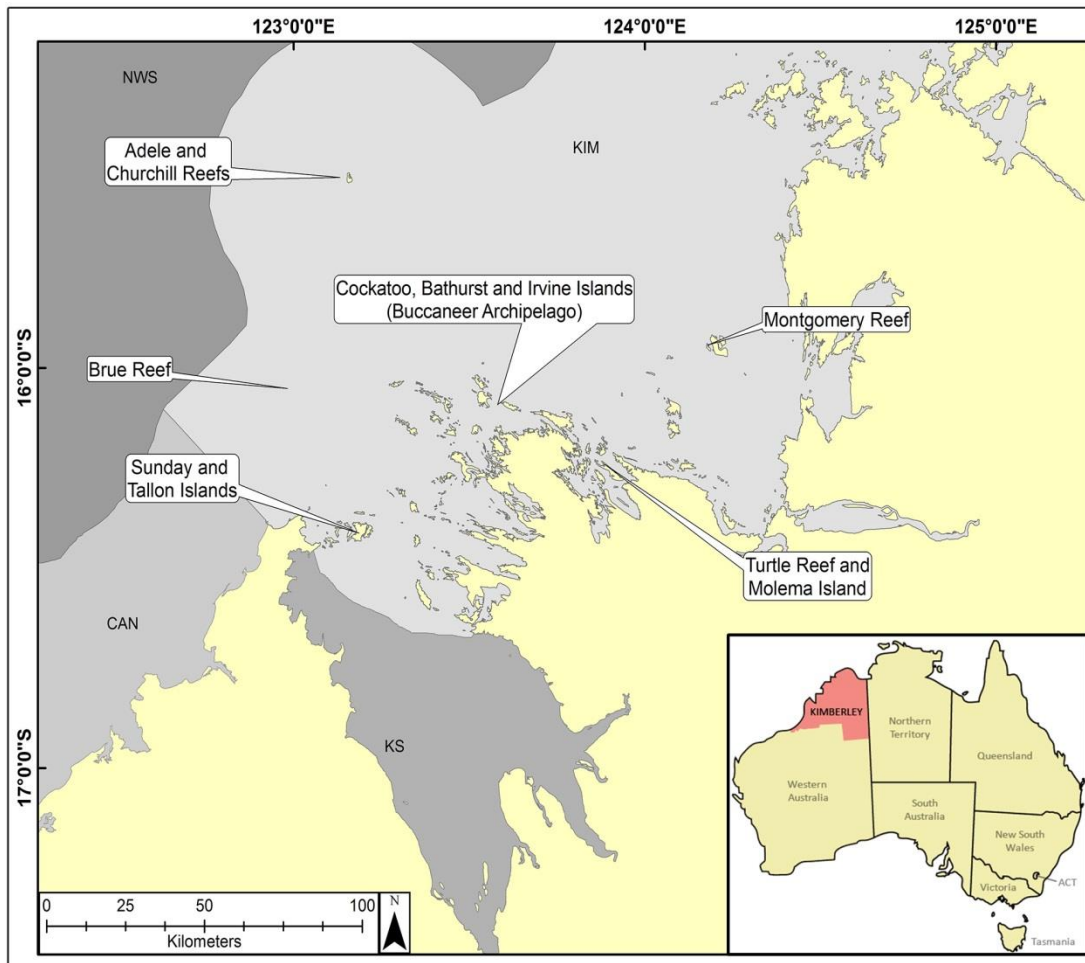 123°0'0"E
124°0'0"E
125°0'0"E
NWS
KIM
Adele and
Churchill Reefs
Cockatoo, Bathurst and Irvine Islands
(Buccaneer Archipelago)
Montgomery Reef
16°0'0"S
Brue Reef
Sunday and
Tallon Islands
Turtle Reef and
Molema Island
CAN
KS
17°0'0"S
KIMBERLEY
Northern
Territory
Queensland
Western
Australia
South
Australia
New South
Wales
ACT
Victoria
Tasmania
0 25 50 100
Kilometers
N